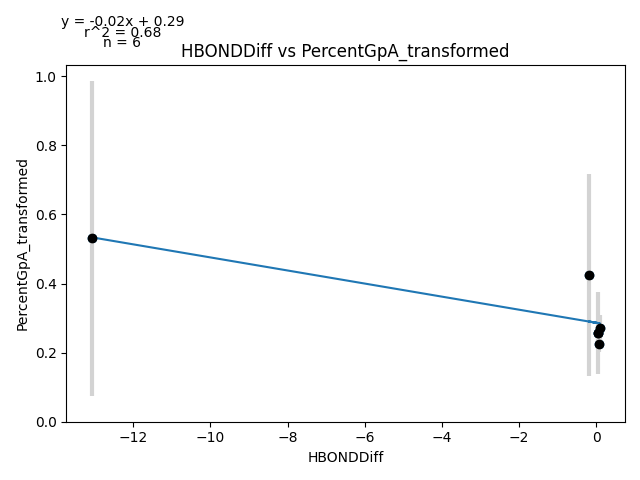 y = -0.02x + 0.29
r^2 = 0.68
n = 6
HBONDDiff vs PercentGpA_transformed
1.0
0.8
0.6
0.4
0.2
0.0
PercentGpA_transformed
−12
−10
−8
−6
−4
−2
0
HBONDDiff